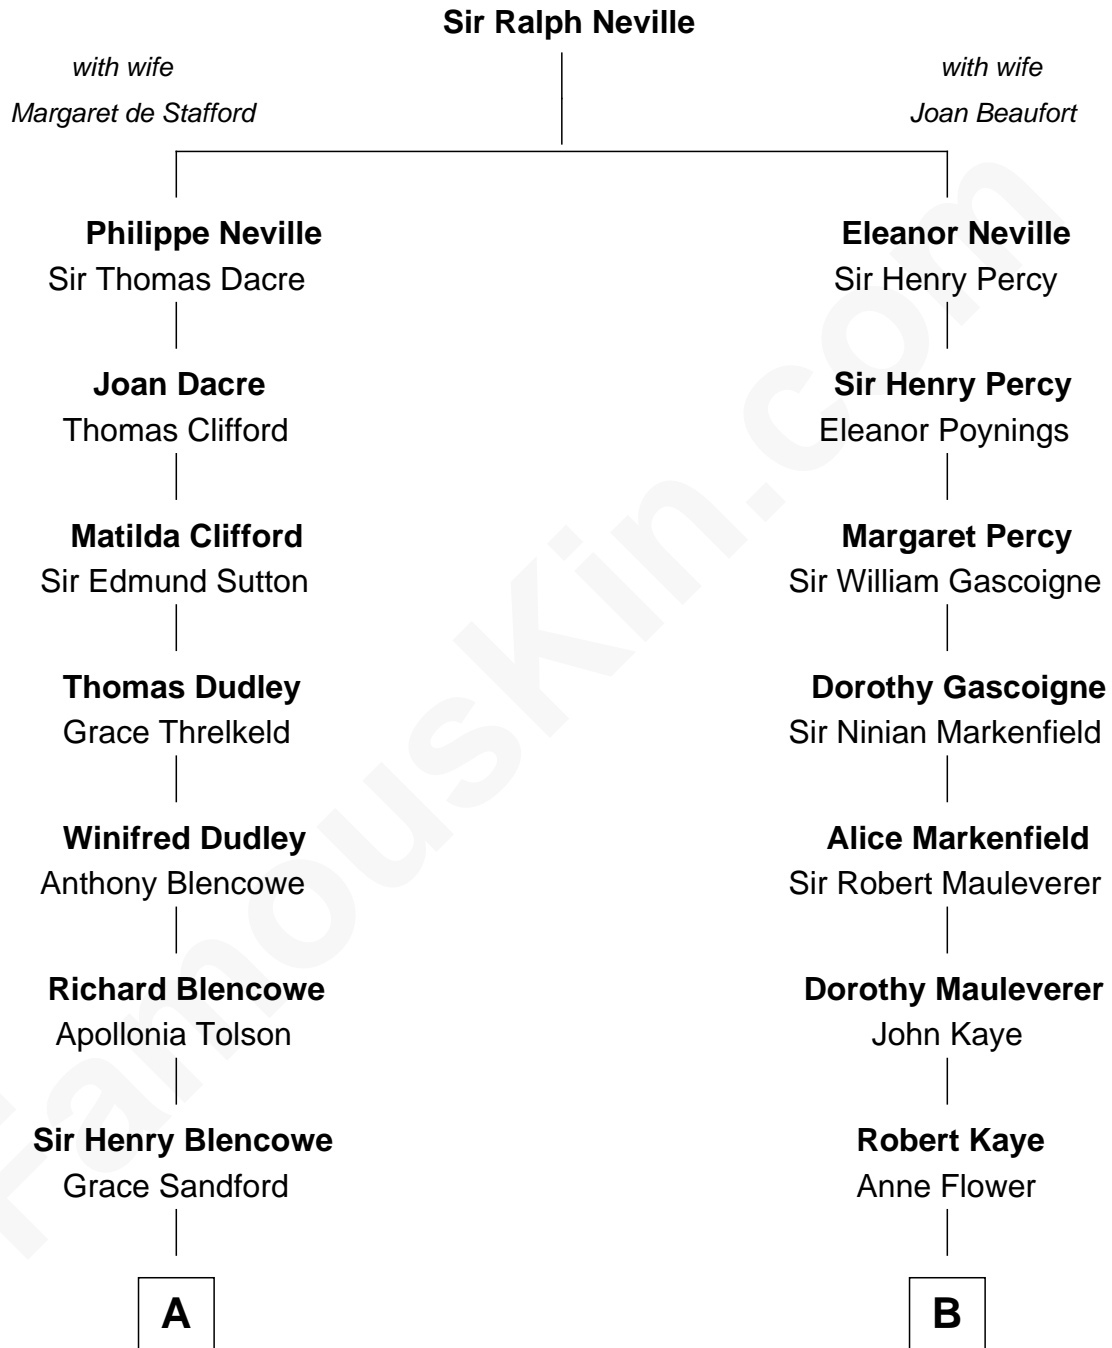 Sir Ralph Neville
with wife
Margaret de Stafford
with wife
Joan Beaufort
Philippe Neville
Sir Thomas Dacre
Eleanor Neville
Sir Henry Percy
Joan Dacre
Thomas Clifford
Sir Henry Percy
Eleanor Poynings
Matilda Clifford
Sir Edmund Sutton
Margaret Percy
Sir William Gascoigne
Thomas Dudley
Grace Threlkeld
Dorothy Gascoigne
Sir Ninian Markenfield
Winifred Dudley
Anthony Blencowe
Alice Markenfield
Sir Robert Mauleverer
Richard Blencowe
Apollonia Tolson
Dorothy Mauleverer
John Kaye
Sir Henry Blencowe
Grace Sandford
Robert Kaye
Anne Flower
A
B
FamousKin.com